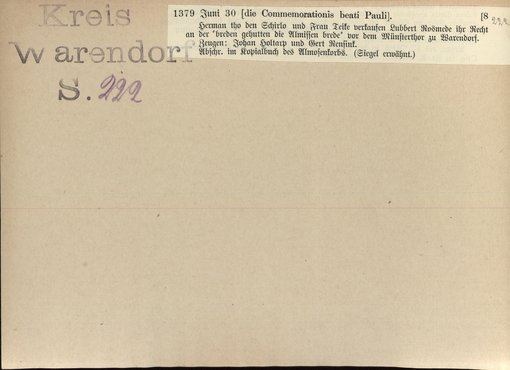 Kreis
Warendorf
S. 222
1379 Juni 30 [die Commemorationis beati Pauli]. [8
222
Herman tho den Schirlo und Frau Deike verkaufen Lubbert Rosmede ihr Recht
an der 'breden gehutten die Almissen brede' vor dem Münsterthor zu Warendorf.
Zeugen: Johan Holtarp und Gert Rensink.
Abschr. im Kopialbuch des Almosenkorbs. (Siegel erwähnt.)